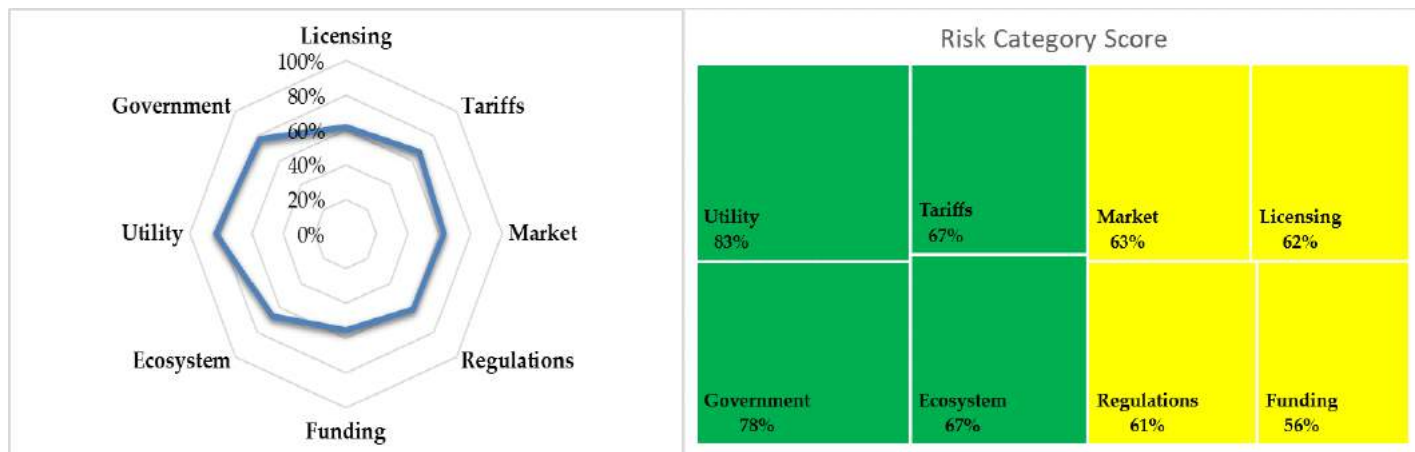 Licensing
100%
80%
60%
40%
20%
0%
Tariffs
Market
Regulations
Funding
Ecosystem
Utility
Government
Risk Category Score
Utility
83%
Tariffs
67%
Market
63%
Licensing
62%
Government
78%
Ecosystem
67%
Regulations
61%
Funding
56%